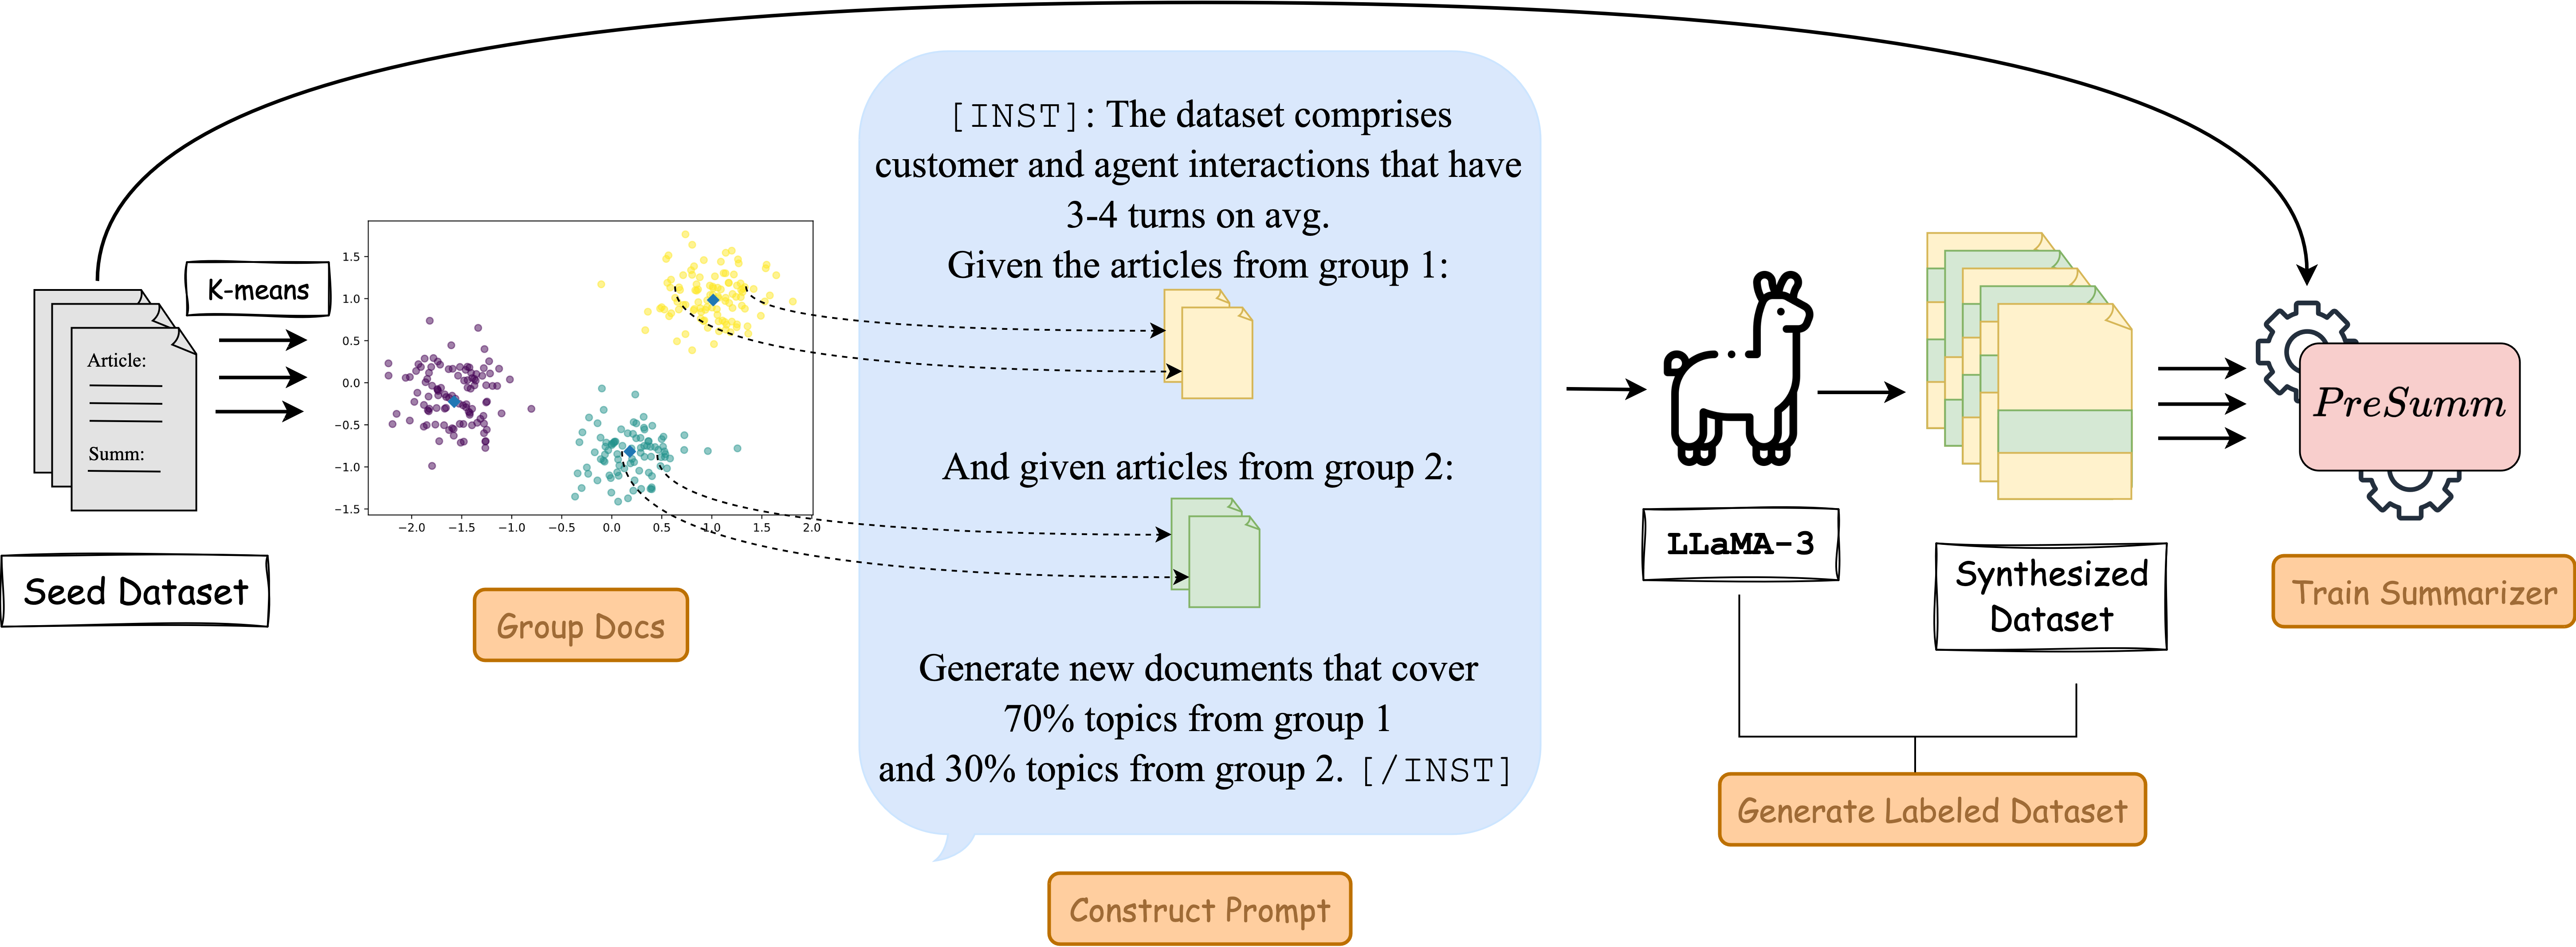 Article:
Summ:
Seed Dataset
K-means
1.5
1.0
0.5
0.0
−0.5
−1.0
−1.5
−2.0 −1.5 −1.0 −0.5 0.0 0.5 1.0 1.5 2.0
Group Docs
[INST]: The dataset comprises
customer and agent interactions that have
3-4 turns on avg.
Given the articles from group 1:
And given articles from group 2:
Generate new documents that cover
70% topics from group 1
and 30% topics from group 2. [/INST]
Construct Prompt
LLaMA-3
Synthesized
Dataset
Generate Labeled Dataset
PreSumm
Train Summarizer